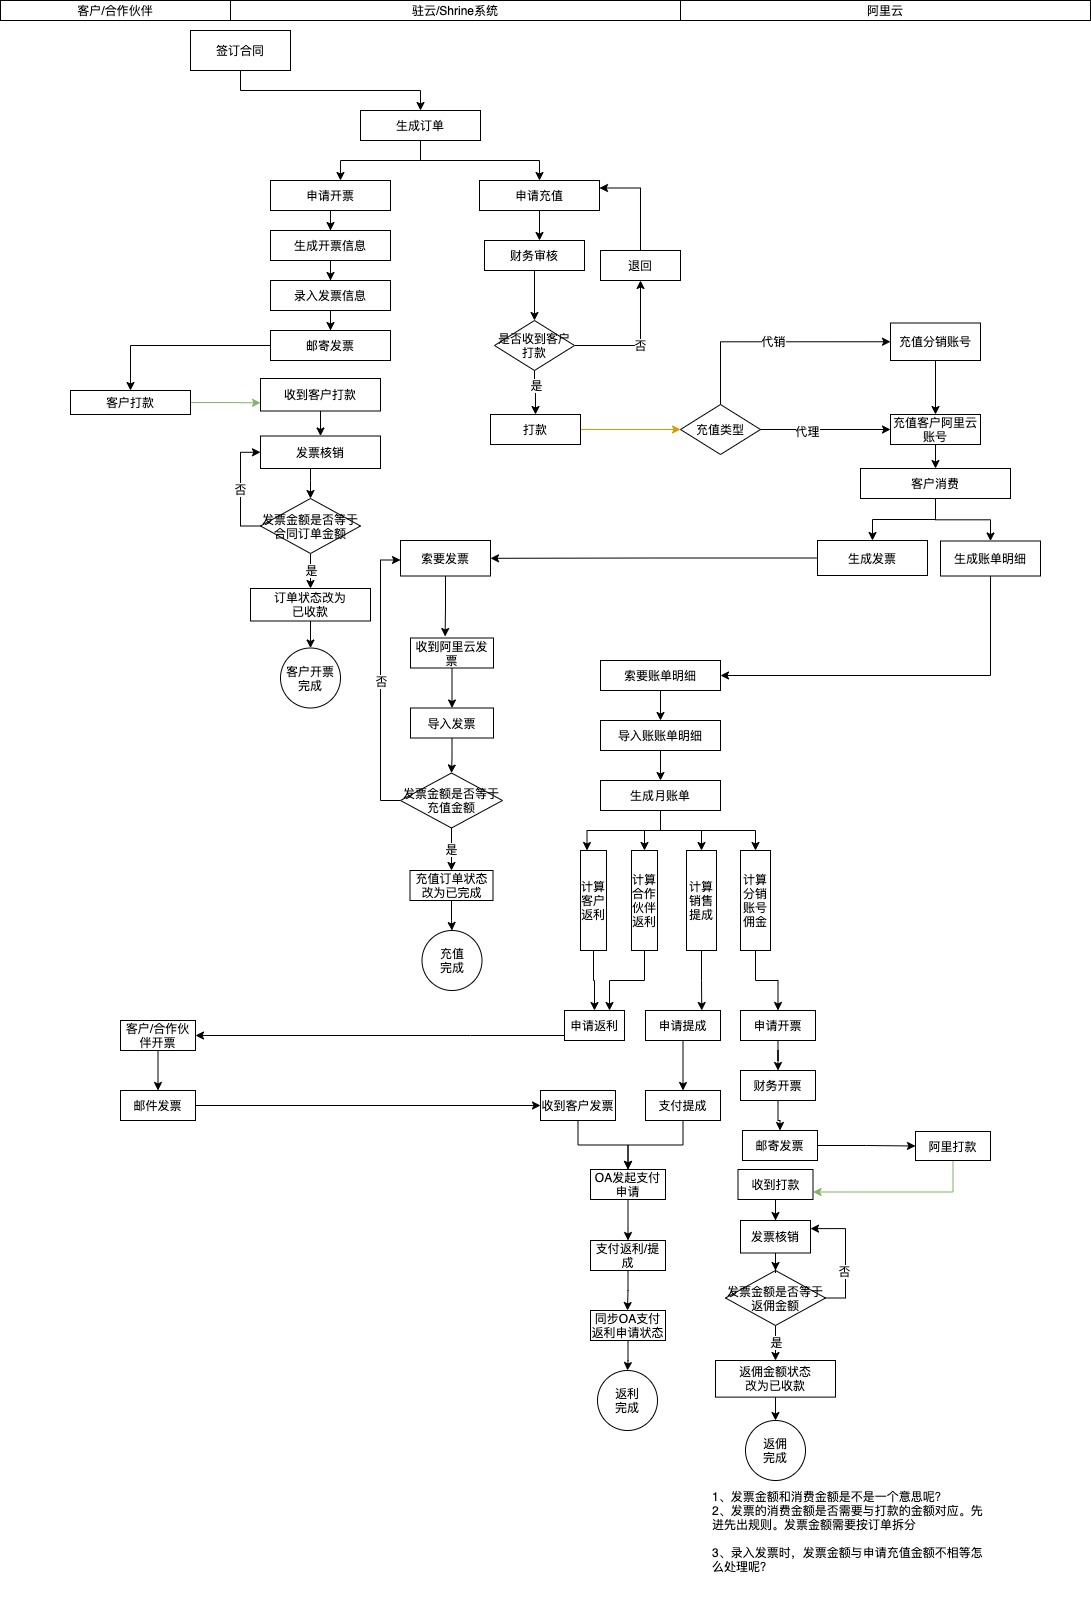 客户/合作伙伴
驻云/Shrine系统
阿里云
签订合同
生成订单
申请开票
申请充值
生成开票信息
财务审核
退回
录入发票信息
邮寄发票
是否收到客户
打款
否
代销
充值分销账号
是
客户打款
收到客户打款
打款
充值类型
代理
充值客户阿里云
账号
发票核销
否
客户消费
发票金额是否等于
合同订单金额
是
索要发票
生成发票
生成账单明细
订单状态改为
已收款
客户开票
完成
收到阿里云发
票
否
索要账单明细
导入发票
导入账账单明细
发票金额是否等于
充值金额
生成月账单
是
充值订单状态
改为已完成
计算
客户
返利
计算
合作
伙伴
返利
计算
销售
提成
计算
分销
账号
佣金
充值
完成
客户/合作伙
伴开票
申请返利
申请提成
申请开票
财务开票
邮件发票
收到客户发票
支付提成
邮寄发票
阿里打款
OA发起支付
申请
收到打款
支付返利/提
成
发票核销
否
发票金额是否等于
返佣金额
同步OA支付
返利申请状态
是
返利
完成
返佣金额状态
改为已收款
返佣
完成
1、发票金额和消费金额是不是一个意思呢?
2、发票的消费金额是否需要与打款的金额对应。先
进先出规则。发票金额需要按订单拆分
3、录入发票时，发票金额与申请充值金额不相等怎
么处理呢?